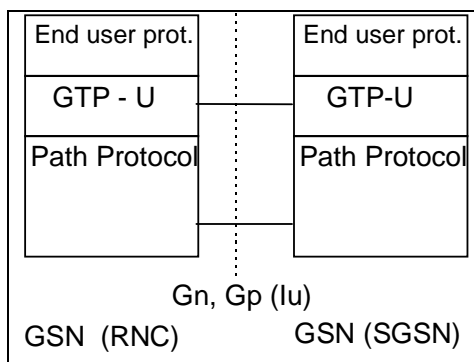 End user prot. End user prot.
GTP - U GTP-U
Path Protocol Path Protocol
Gn, Gp (Iu)
GSN (RNC) GSN (SGSN)